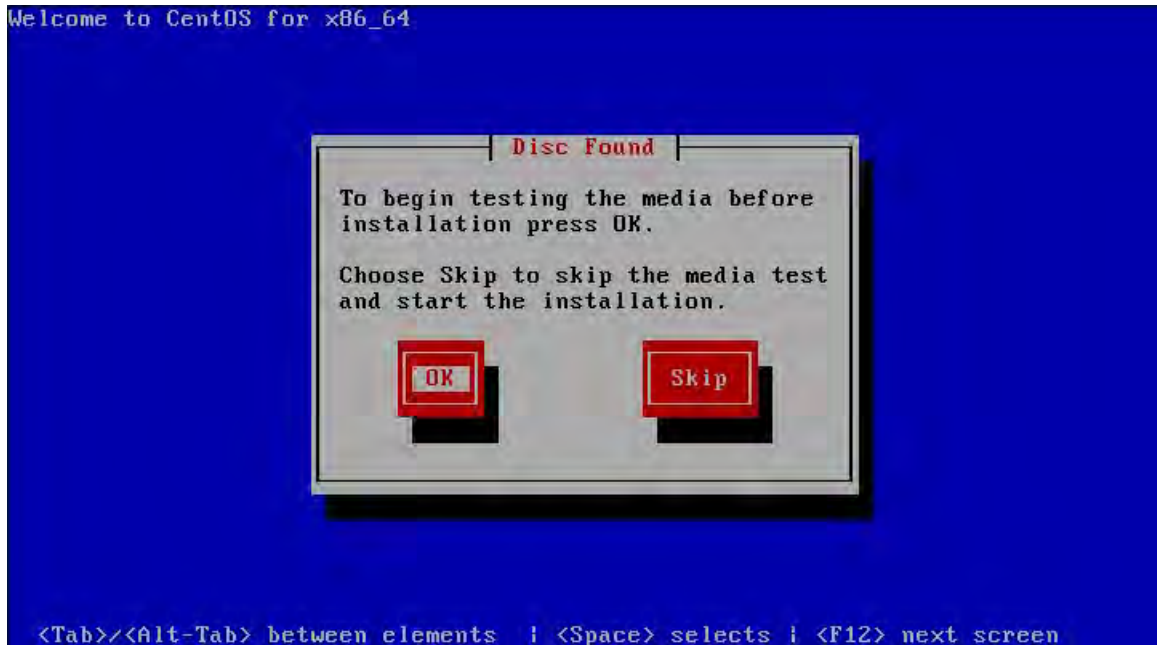 Welcome to CentOS for x86_64
Disc Found
To begin testing the media before
installation press OK.
Choose Skip to skip the media test
and start the installation.
OK Skip
<Tab>/<Alt-Tab> between elements | <Space> selects | <F12> next screen